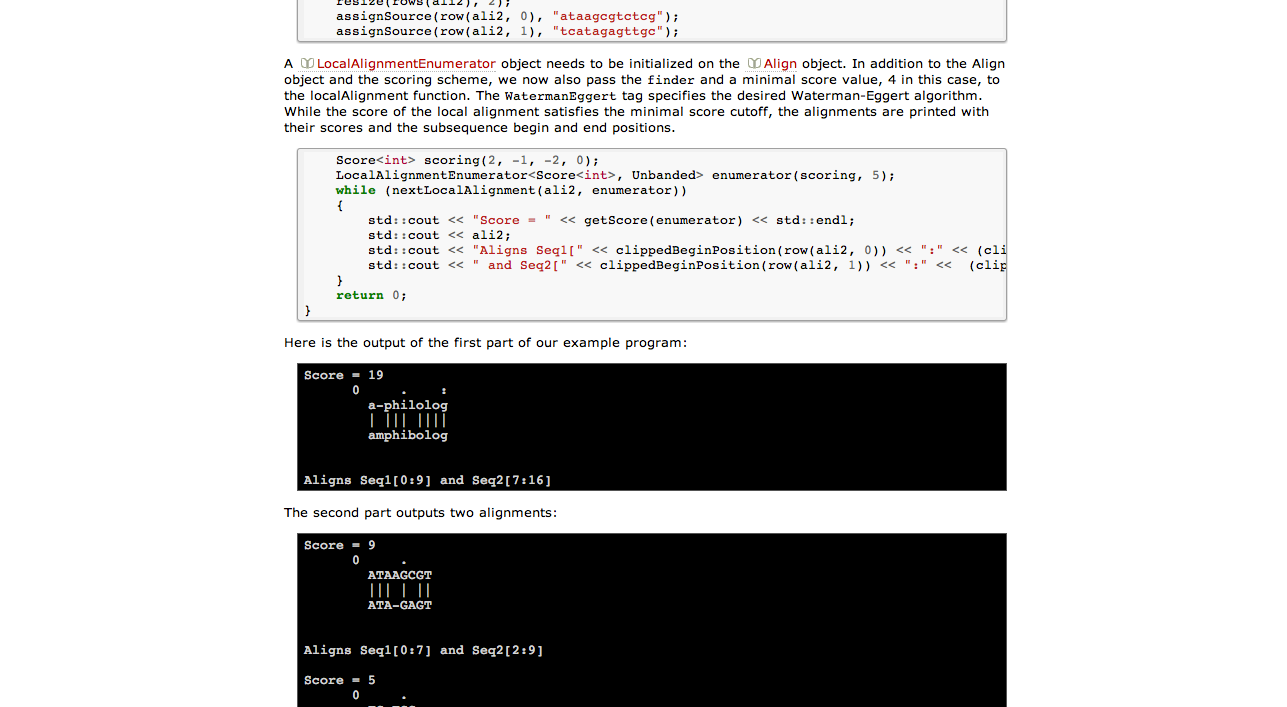 resize(rows(ali2), 2);
assignSource(row(ali2, 0), "ataagcgtctcg");
assignSource(row(ali2, 1), "tcatagagttgc");
A LocalAlignmentEnumerator object needs to be initialized on the Align object. In addition to the Align
object and the scoring scheme, we now also pass the finder and a minimal score value, 4 in this case, to
the localAlignment function. The WatermanEggert tag specifies the desired Waterman-Eggert algorithm.
While the score of the local alignment satisfies the minimal score cutoff, the alignments are printed with
their scores and the subsequence begin and end positions.
Score<int> scoring(2, -1, -2, 0);
LocalAlignmentEnumerator<Score<int>, Unbanded> enumerator(scoring, 5);
while (nextLocalAlignment(ali2, enumerator))
{
std::cout << "Score = " << getScore(enumerator) << std::endl;
std::cout << ali2;
std::cout << "Aligns Seq1[" << clippedBeginPosition(row(ali2, 0)) << ":" << (cli
std::cout << " and Seq2[" << clippedBeginPosition(row(ali2, 1)) << ":" <<  (clip
}
return 0;
}
Here is the output of the first part of our example program:
Score = 19
0     .    :
a-philolog
| ||| ||||
amphibolog
Aligns Seq1[0:9] and Seq2[7:16]
The second part outputs two alignments:
Score = 9
0     .
ATAAGCGT
||| | ||
ATA-GAGT
Aligns Seq1[0:7] and Seq2[2:9]
Score = 5
0     .